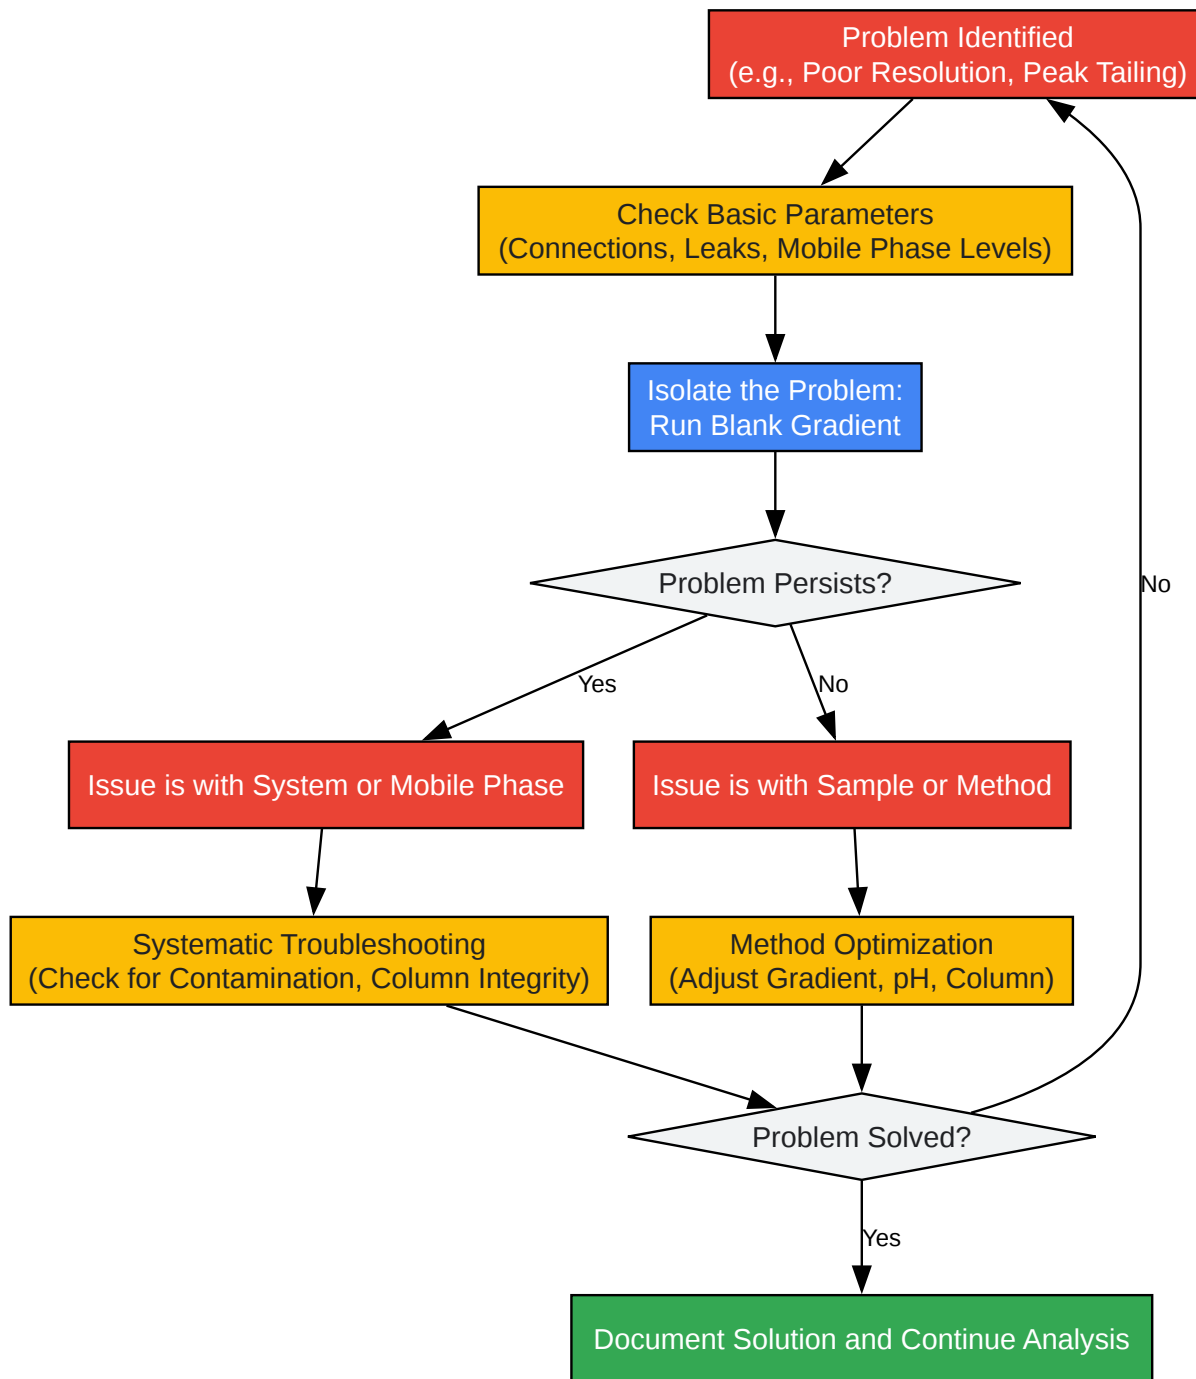 Problem Identified
(e.g., Poor Resolution, Peak Tailing)
Check Basic Parameters
(Connections, Leaks, Mobile Phase Levels)
Isolate the Problem:
Run Blank Gradient
Problem Persists?
No
Yes
No
Issue is with System or Mobile Phase
Issue is with Sample or Method
Systematic Troubleshooting
(Check for Contamination, Column Integrity)
Method Optimization
(Adjust Gradient, pH, Column)
Problem Solved?
Yes
Document Solution and Continue Analysis